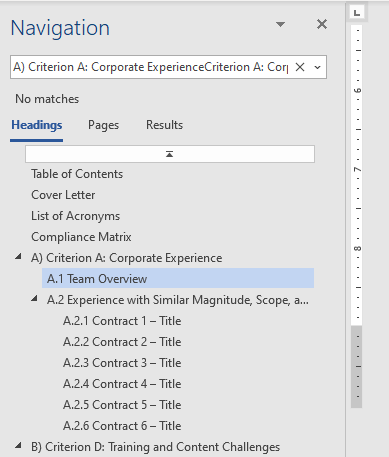 Navigation
A) Criterion A: Corporate ExperienceCriterion A: Cor
No matches
Headings Pages Results
Table of Contents
Cover Letter
List of Acronyms
Compliance Matrix
A) Criterion A: Corporate Experience
A.1 Team Overview
A.2 Experience with Similar Magnitude, Scope, a...
A.2.1 Contract 1 – Title
A.2.2 Contract 2 – Title
A.2.3 Contract 3 – Title
A.2.4 Contract 4 – Title
A.2.5 Contract 5 – Title
A.2.6 Contract 6 – Title
B) Criterion D: Training and Content Challenges
6
7
8